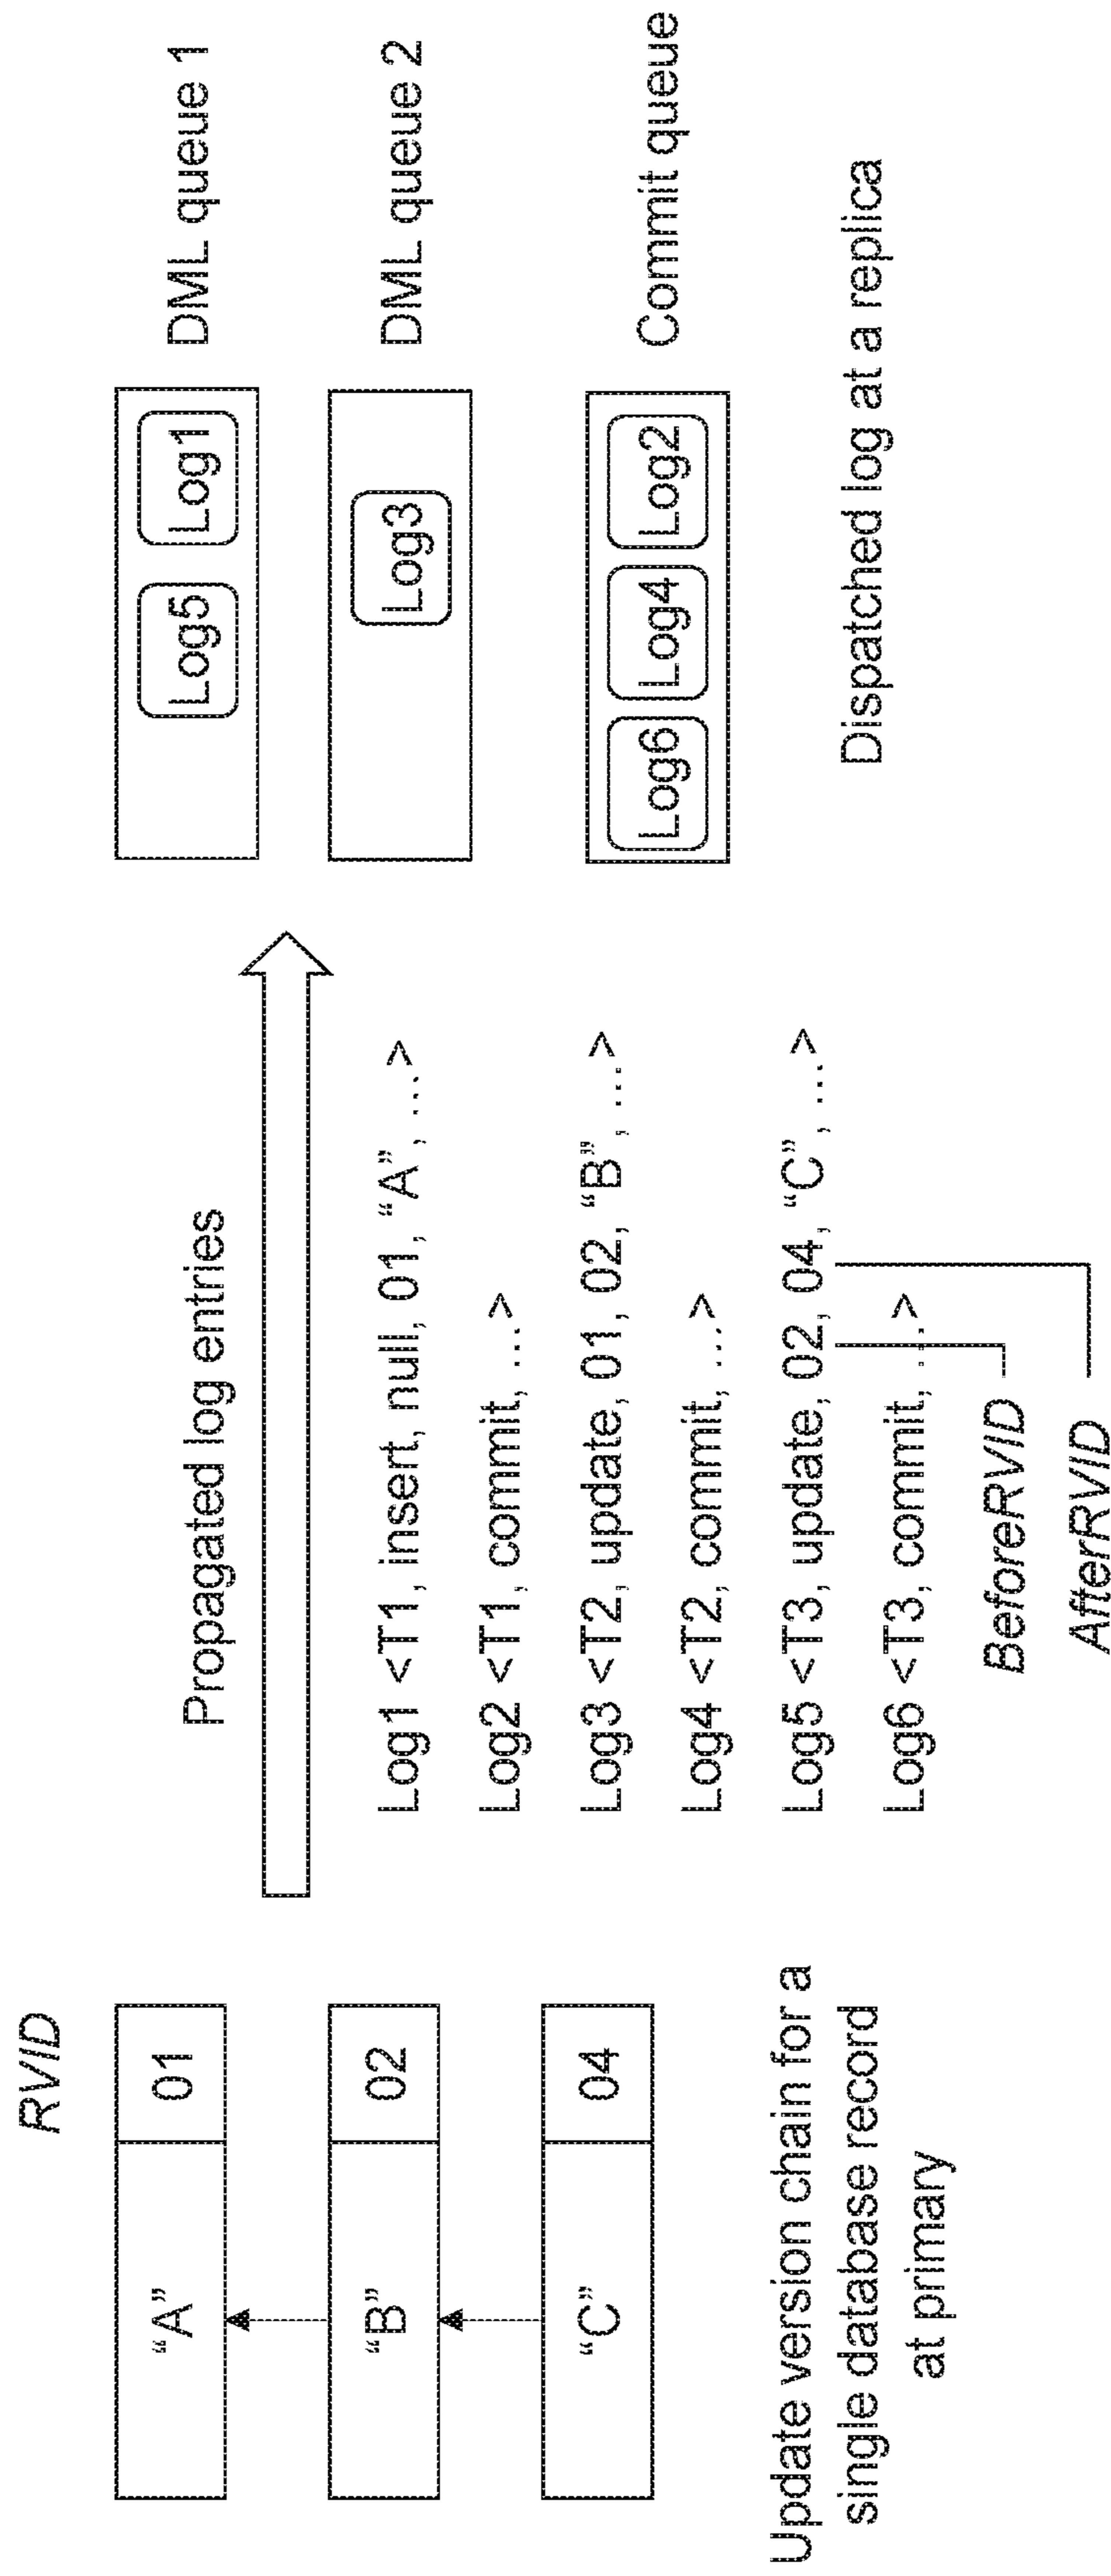 RVID
“A” 01
“B” 02
“C” 04
Update version chain for a
single database record
at primary
Propagated log entries
Log1 <T1, insert, null, 01, “A”, ...>
Log2 <T1, commit, ...>
Log3 <T2, update, 01, 02, “B”, ...>
Log4 <T2, commit, ...>
Log5 <T3, update, 02, 04, “C”, ...>
Log6 <T3, commit, ...>
BeforeRVID
AfterRVID
Log5 Log1 DML queue 1
Log3 DML queue 2
Log6 Log4 Log2 Commit queue
Dispatched log at a replica